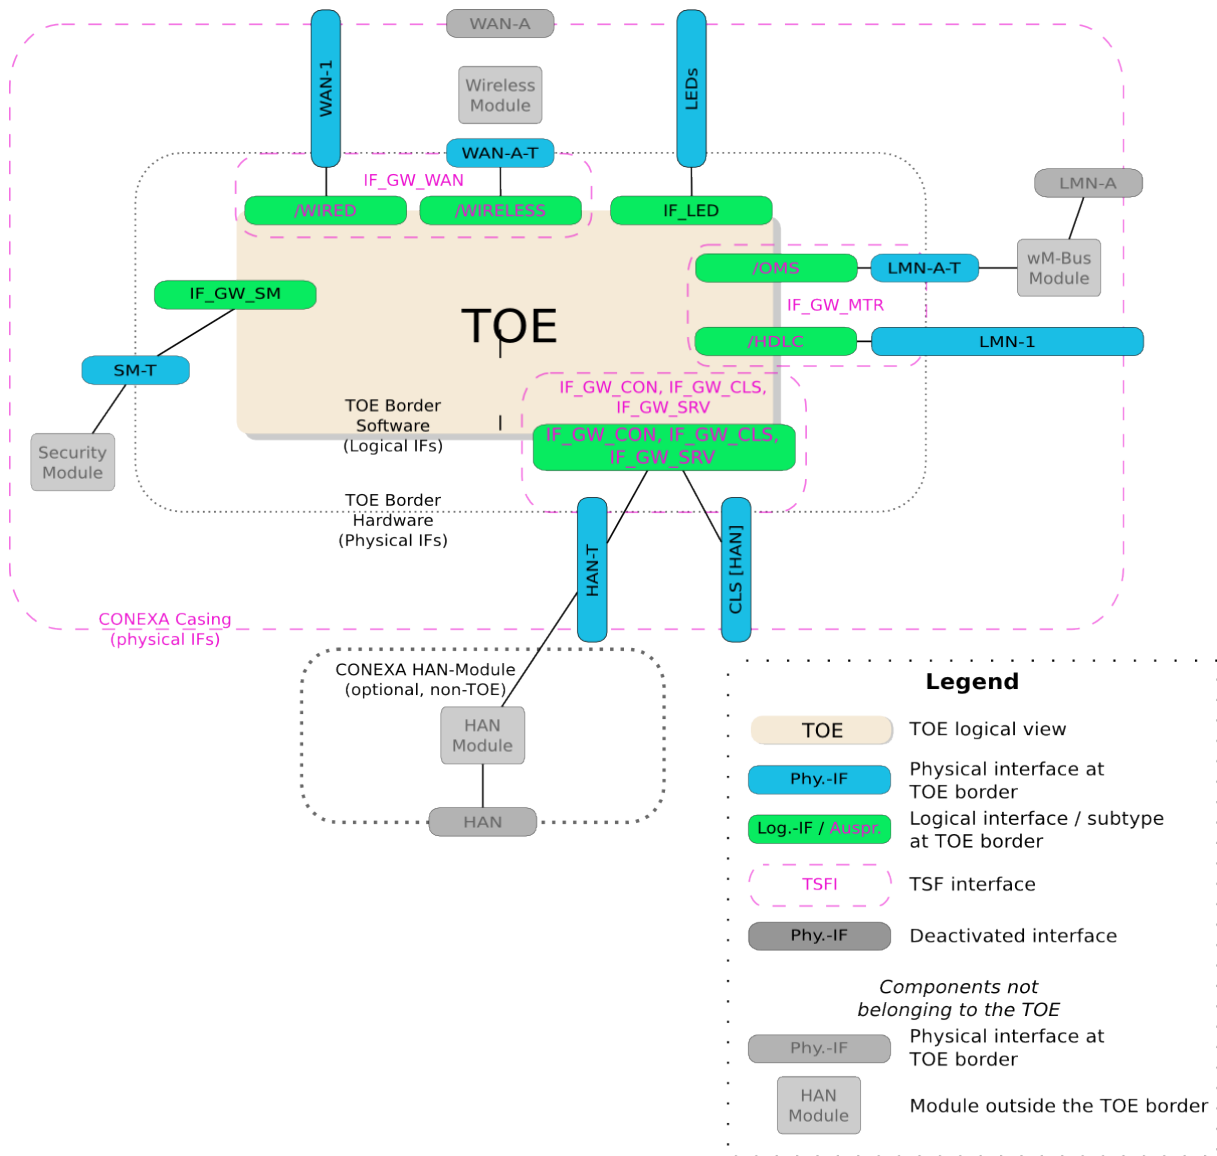 WAN-A
WAN-1
LEDs
Wireless
Module
WAN-A-T
IF_GW_WAN
LMN-A
/WIRED
/WIRELESS
IF_LED
wM-Bus
Module
/OMS
LMN-A-T
IF_GW_SM
IF_GW_MTR
TOE
/HDLC
LMN-1
SM-T
IF_GW_CON, IF_GW_CLS,
IF_GW_SRV
TOE Border
Software
(Logical IFs)
IF_GW_CON, IF_GW_CLS,
IF_GW_SRV
Security
Module
TOE Border
Hardware
(Physical IFs)
HAN-T
CLS [HAN]
CONEXA Casing
(physical IFs)
CONEXA HAN-Module
(optional, non-TOE)
HAN
Module
HAN
Legend
TOE
TOE logical view
Phy.-IF
Physical interface at
TOE border
Log.-IF / Auspr.
Logical interface / subtype
at TOE border
TSFI
TSF interface
Phy.-IF
Deactivated interface
Components not
belonging to the TOE
Phy.-IF
Physical interface at
TOE border
HAN
Module
Module outside the TOE border